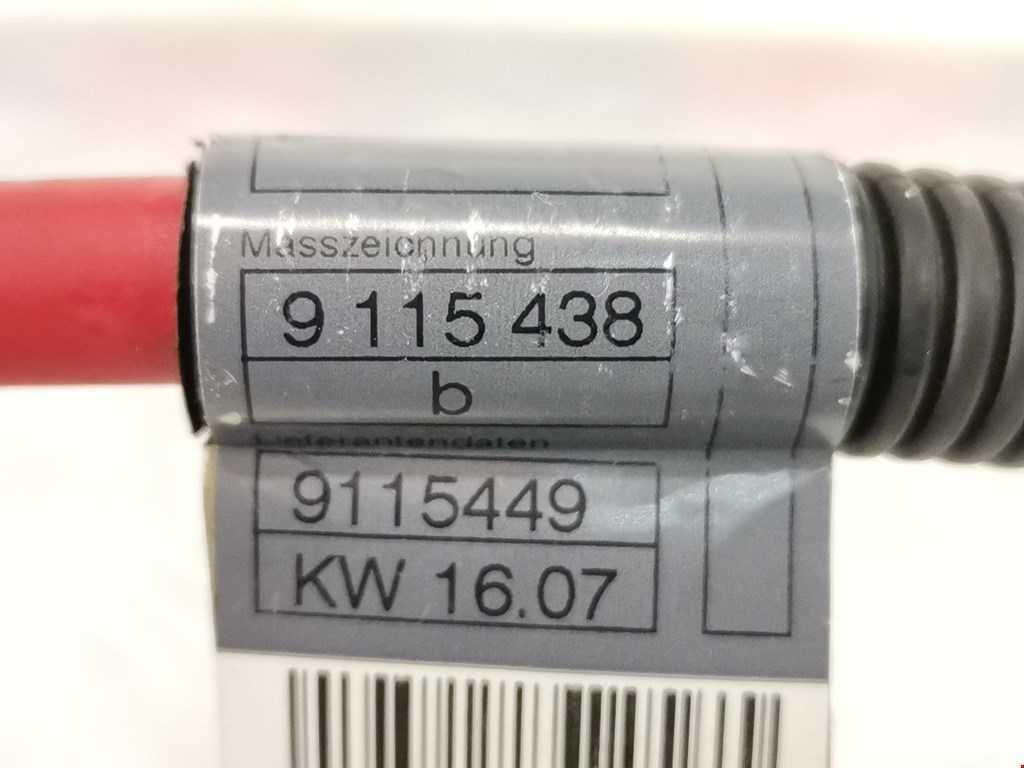 Masszeichnung
9 115 438
b
Lieferantendaten
9115449
KW 16.07